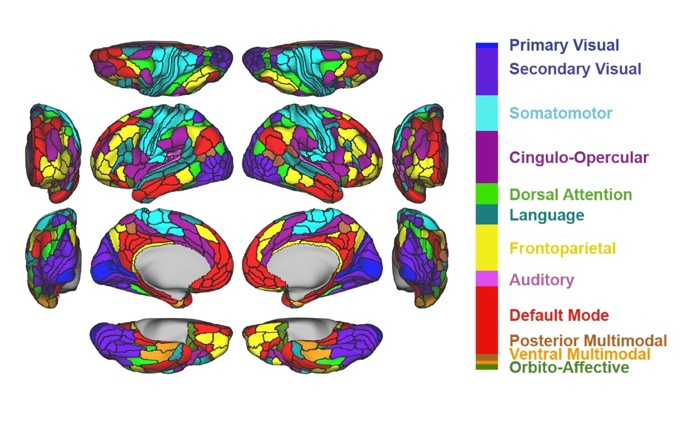 Primary Visual
Secondary Visual
Somatomotor
Cingulo-Opercular
Dorsal Attention
Language
Frontoparietal
Auditory
Default Mode
Posterior Multimodal
Ventral Multimodal
Orbito-Affective